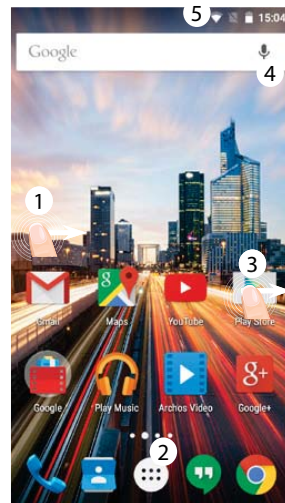 5
15:04
Google
4
1
3
8
Gmail
Maps
YouTube
Play Store
g+
Google
Play Music
Archos Video
Google+
2